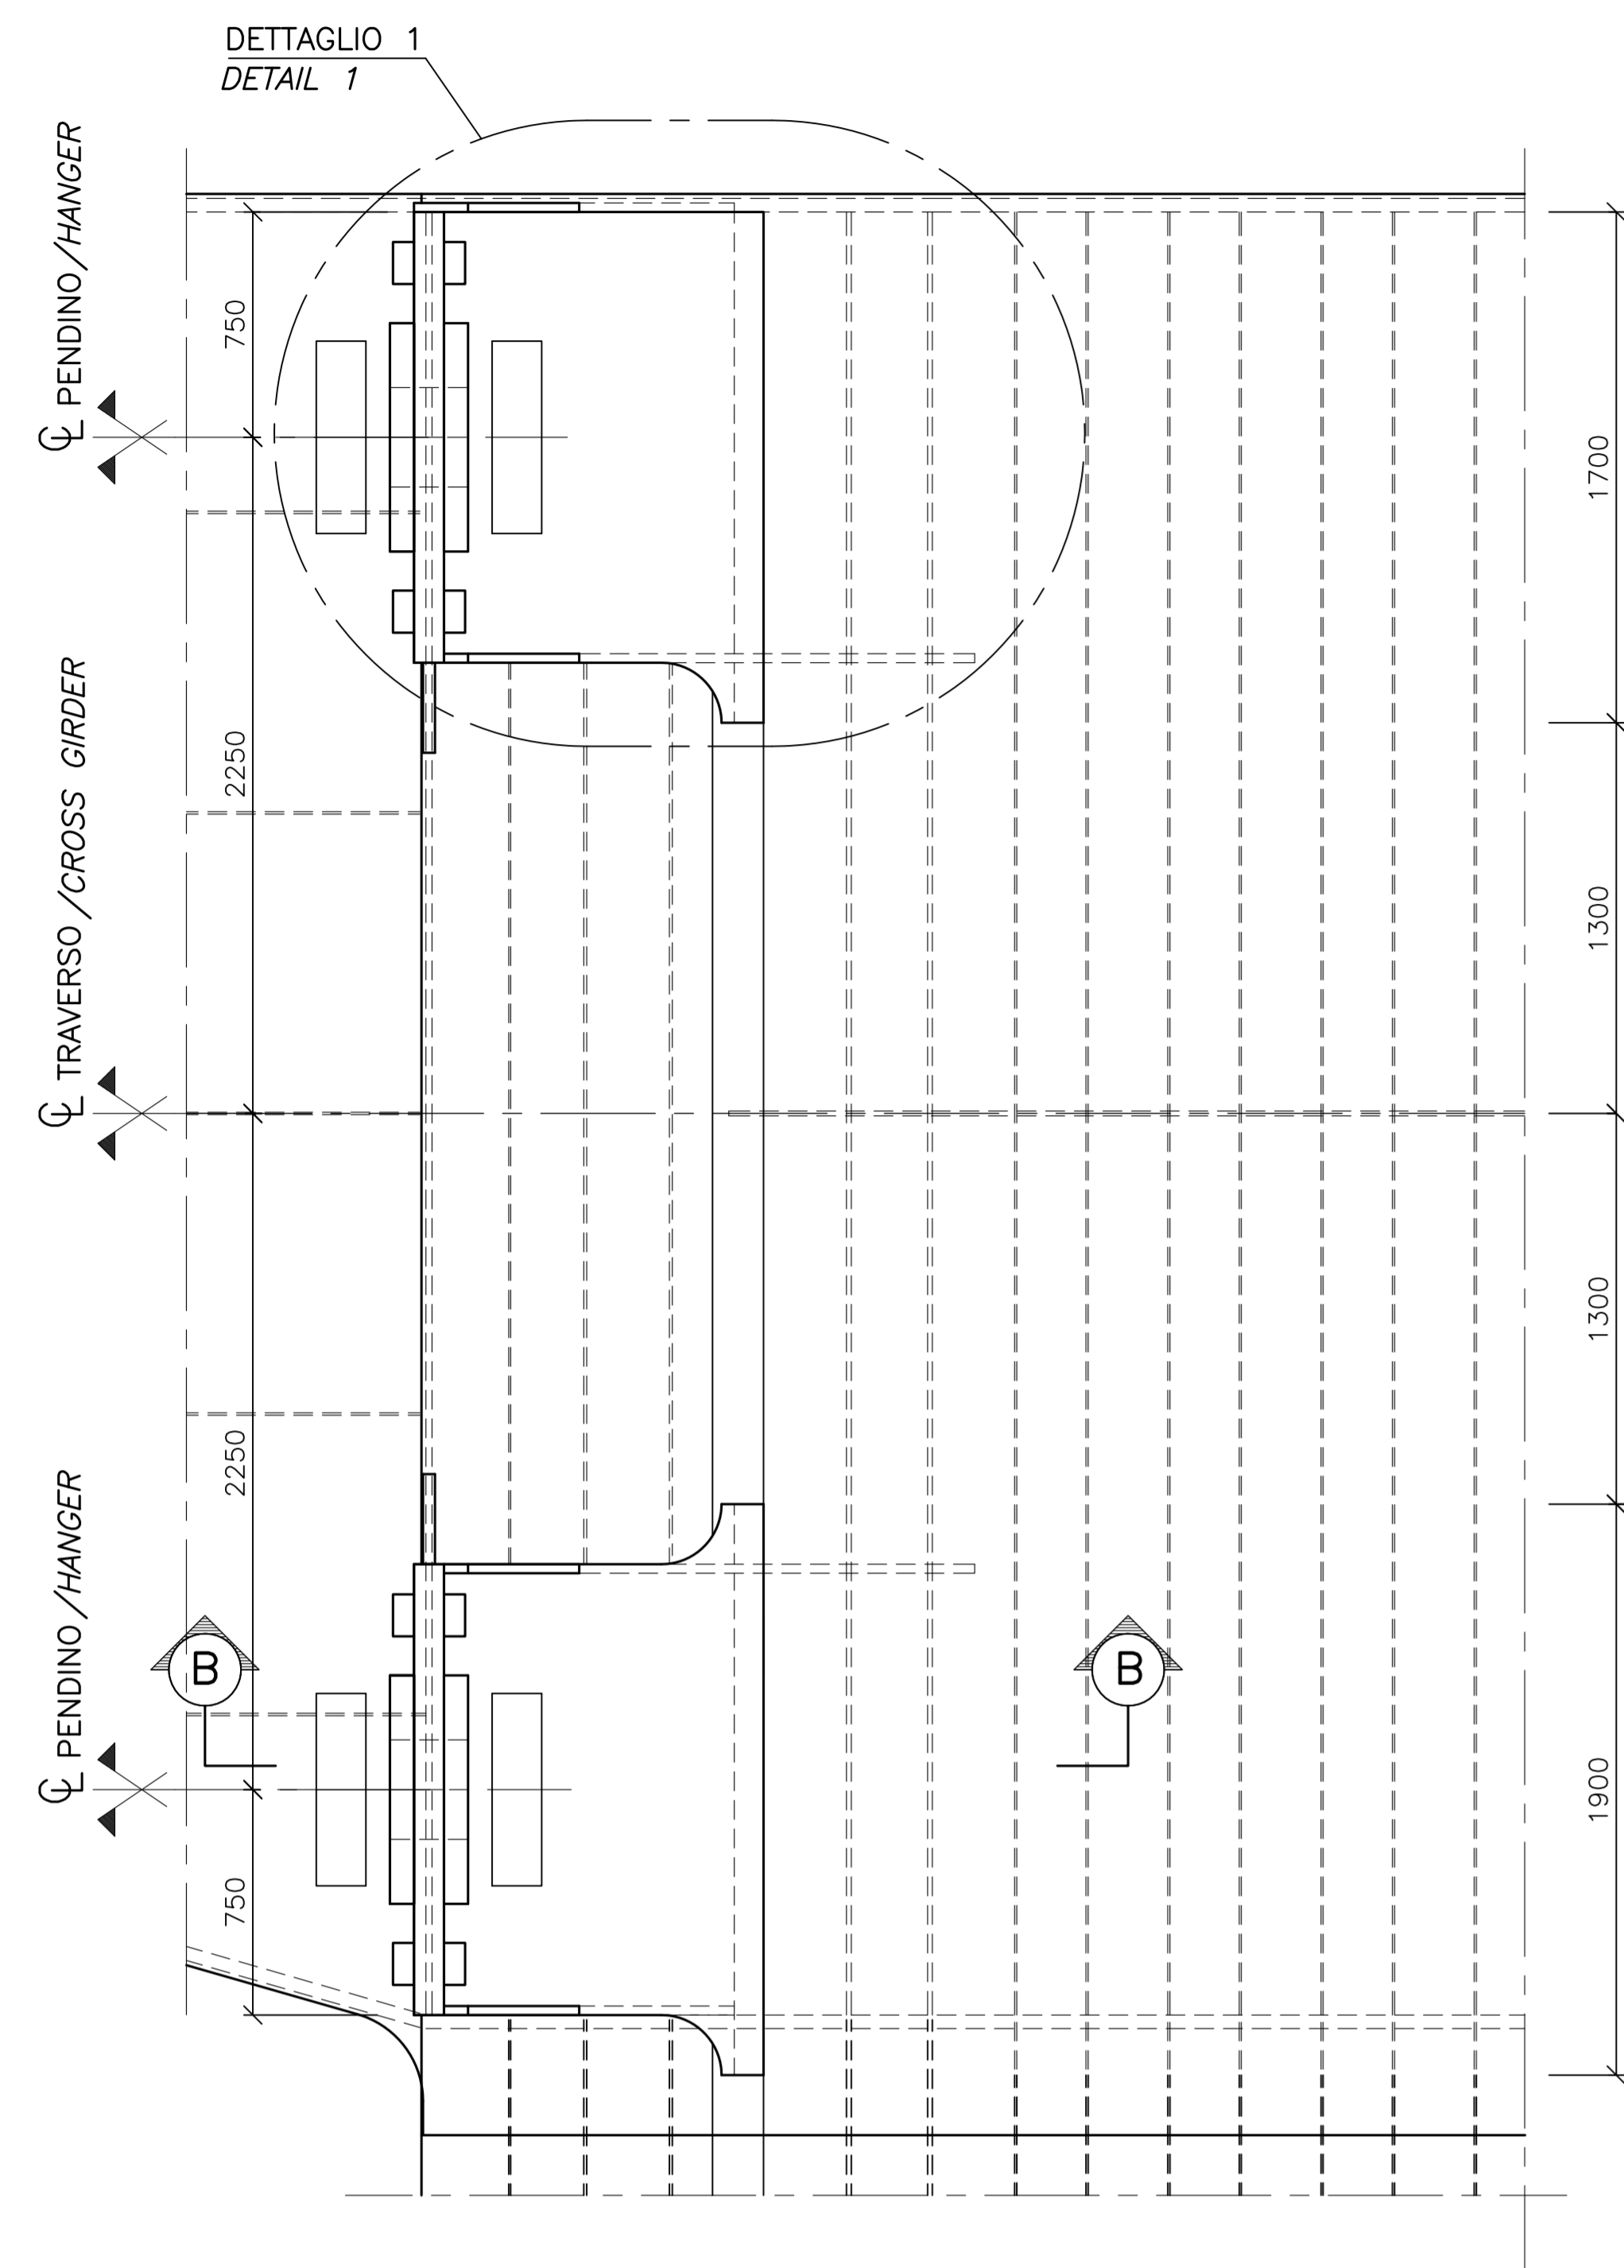 DETTAGLIO 1
DETAIL 1
℄ PENDINO/HANGER
750
1700
℄ TRAVERSO/CROSS GIRDER
2250
1300
1300
2250
℄ PENDINO/HANGER
B
B
1900
750